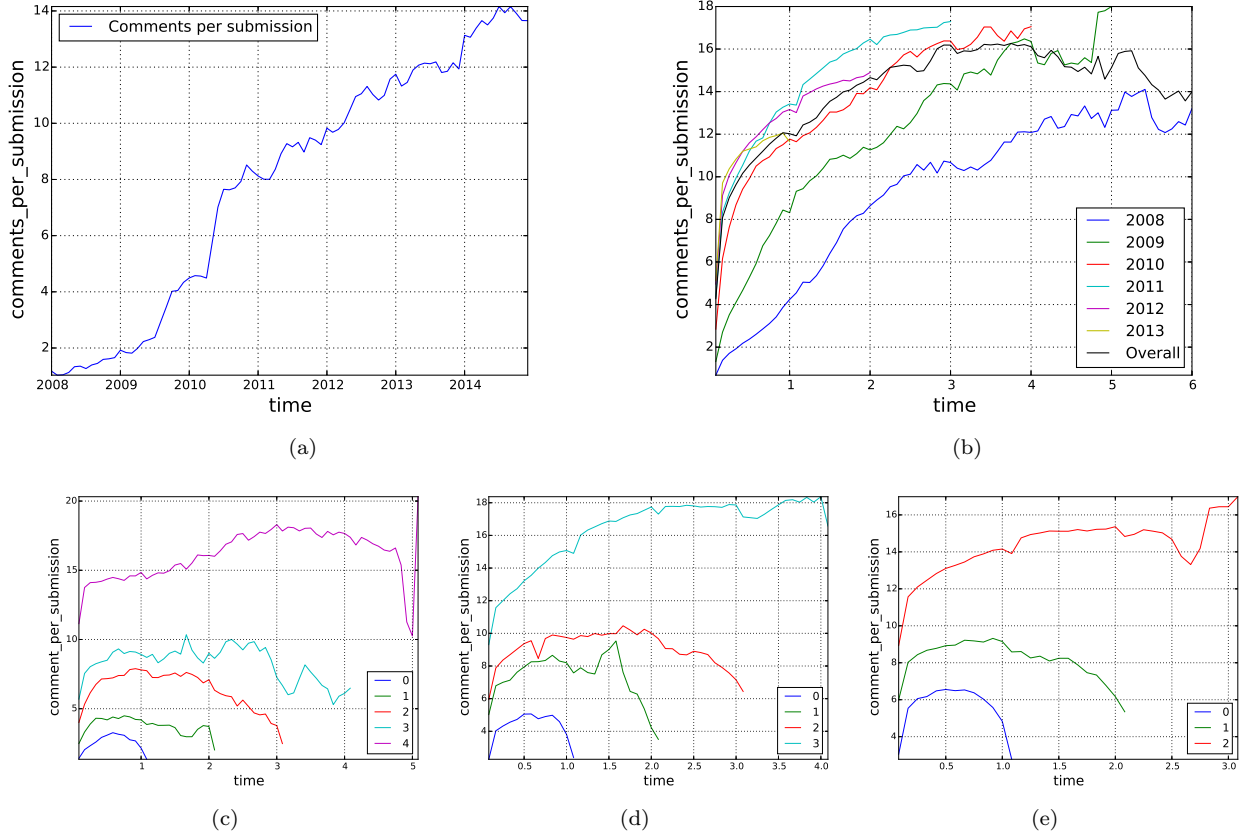 Comments per submission
14
12
10
8
6
4
2
comments_per_submission
2008 2009 2010 2011 2012 2013 2014
time
(a)
18
16
14
12
10
8
6
4
2
comments_per_submission
2008
2009
2010
2011
2012
2013
Overall
1 2 3 4 5 6
time
(b)
20
15
10
5
comment_per_submission
0
1
2
3
4
1 2 3 4 5
time
(c)
18
16
14
12
10
8
6
4
comment_per_submission
0
1
2
3
0.5 1.0 1.5 2.0 2.5 3.0 3.5 4.0
time
(d)
16
14
12
10
8
6
4
comment_per_submission
0
1
2
0.5 1.0 1.5 2.0 2.5 3.0
time
(e)